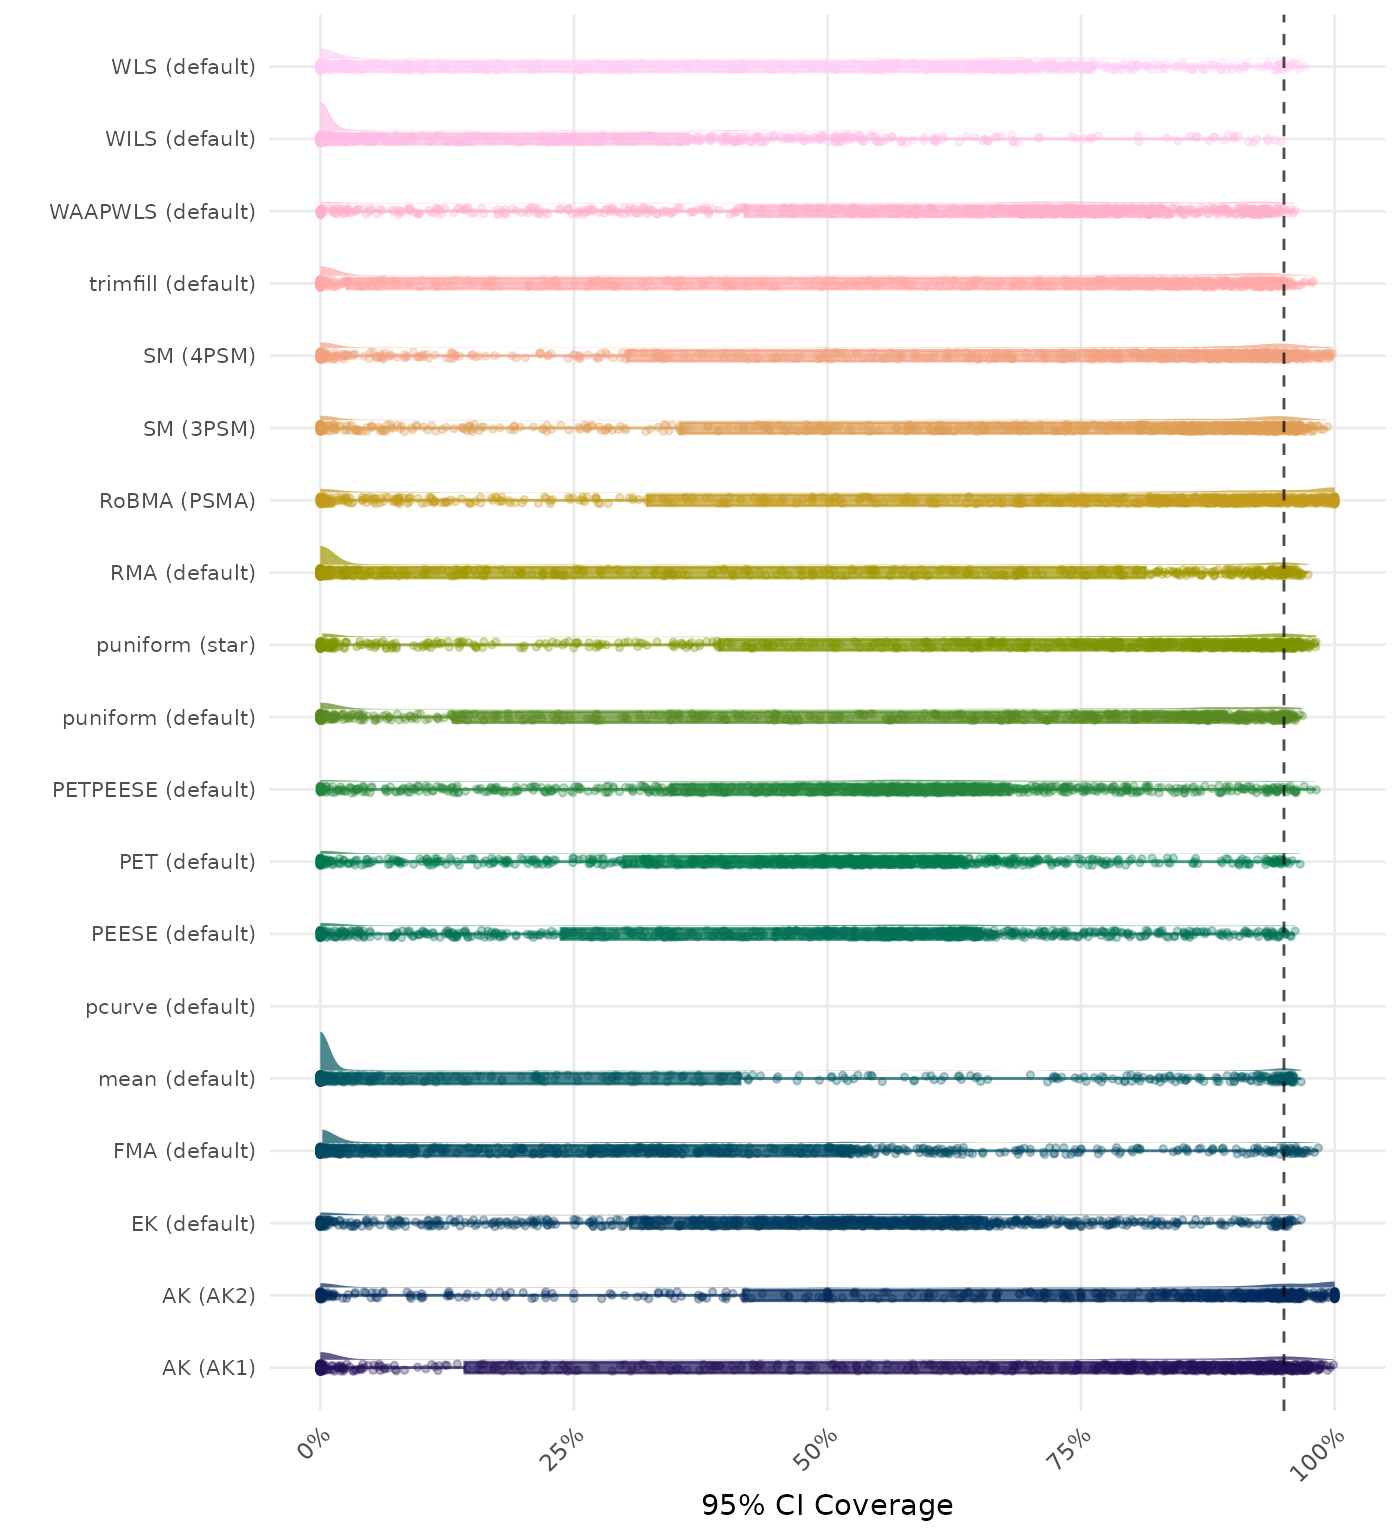 WLS (default)
WILS (default)
WAAPWLS (default)
trimfill (default)
SM (4PSM)
SM (3PSM)
RoBMA (PSMA)
RMA (default)
puniform (star)
puniform (default)
PETPEESE (default)
PET (default)
PEESE (default)
pcurve (default)
mean (default)
FMA (default)
EK (default)
AK (AK2)
AK (AK1)
0% 25% 50% 75% 100%
95% CI Coverage